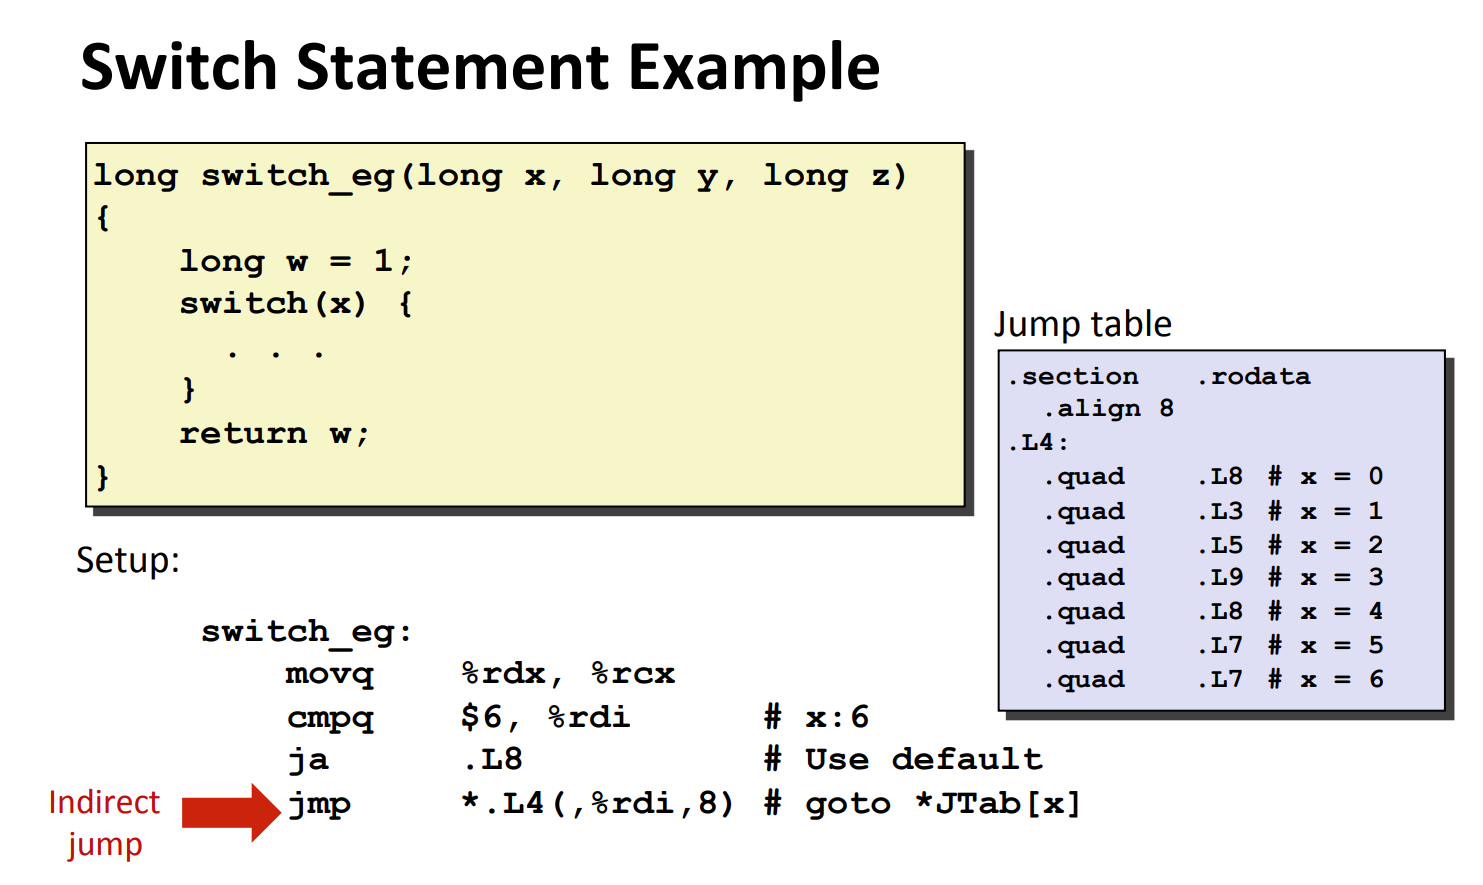 Switch Statement Example
long switch_eg(long x, long y, long z)
{
    long w = 1;
    switch(x) {
      . . .
    }
    return w;
}
Jump table
.section   .rodata
  .align 8
.L4:
  .quad    .L8 # x = 0
  .quad    .L3 # x = 1
  .quad    .L5 # x = 2
  .quad    .L9 # x = 3
  .quad    .L8 # x = 4
  .quad    .L7 # x = 5
  .quad    .L7 # x = 6
Setup:
switch_eg:
    movq    %rdx, %rcx
    cmpq    $6, %rdi      # x:6
    ja      .L8           # Use default
    jmp     *.L4(,%rdi,8) # goto *JTab[x]
Indirect
jump